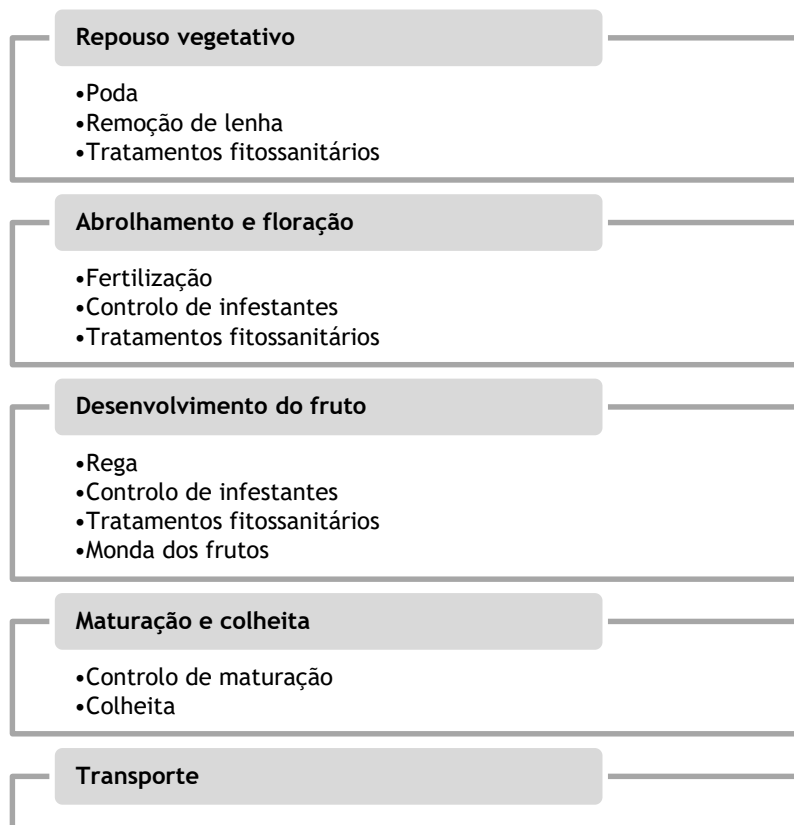 Repouso vegetativo
•Poda
•Remoção de lenha
•Tratamentos fitossanitários
Abrolhamento e floração
•Fertilização
•Controlo de infestantes
•Tratamentos fitossanitários
Desenvolvimento do fruto
•Rega
•Controlo de infestantes
•Tratamentos fitossanitários
•Monda dos frutos
Maturação e colheita
•Controlo de maturação
•Colheita
Transporte